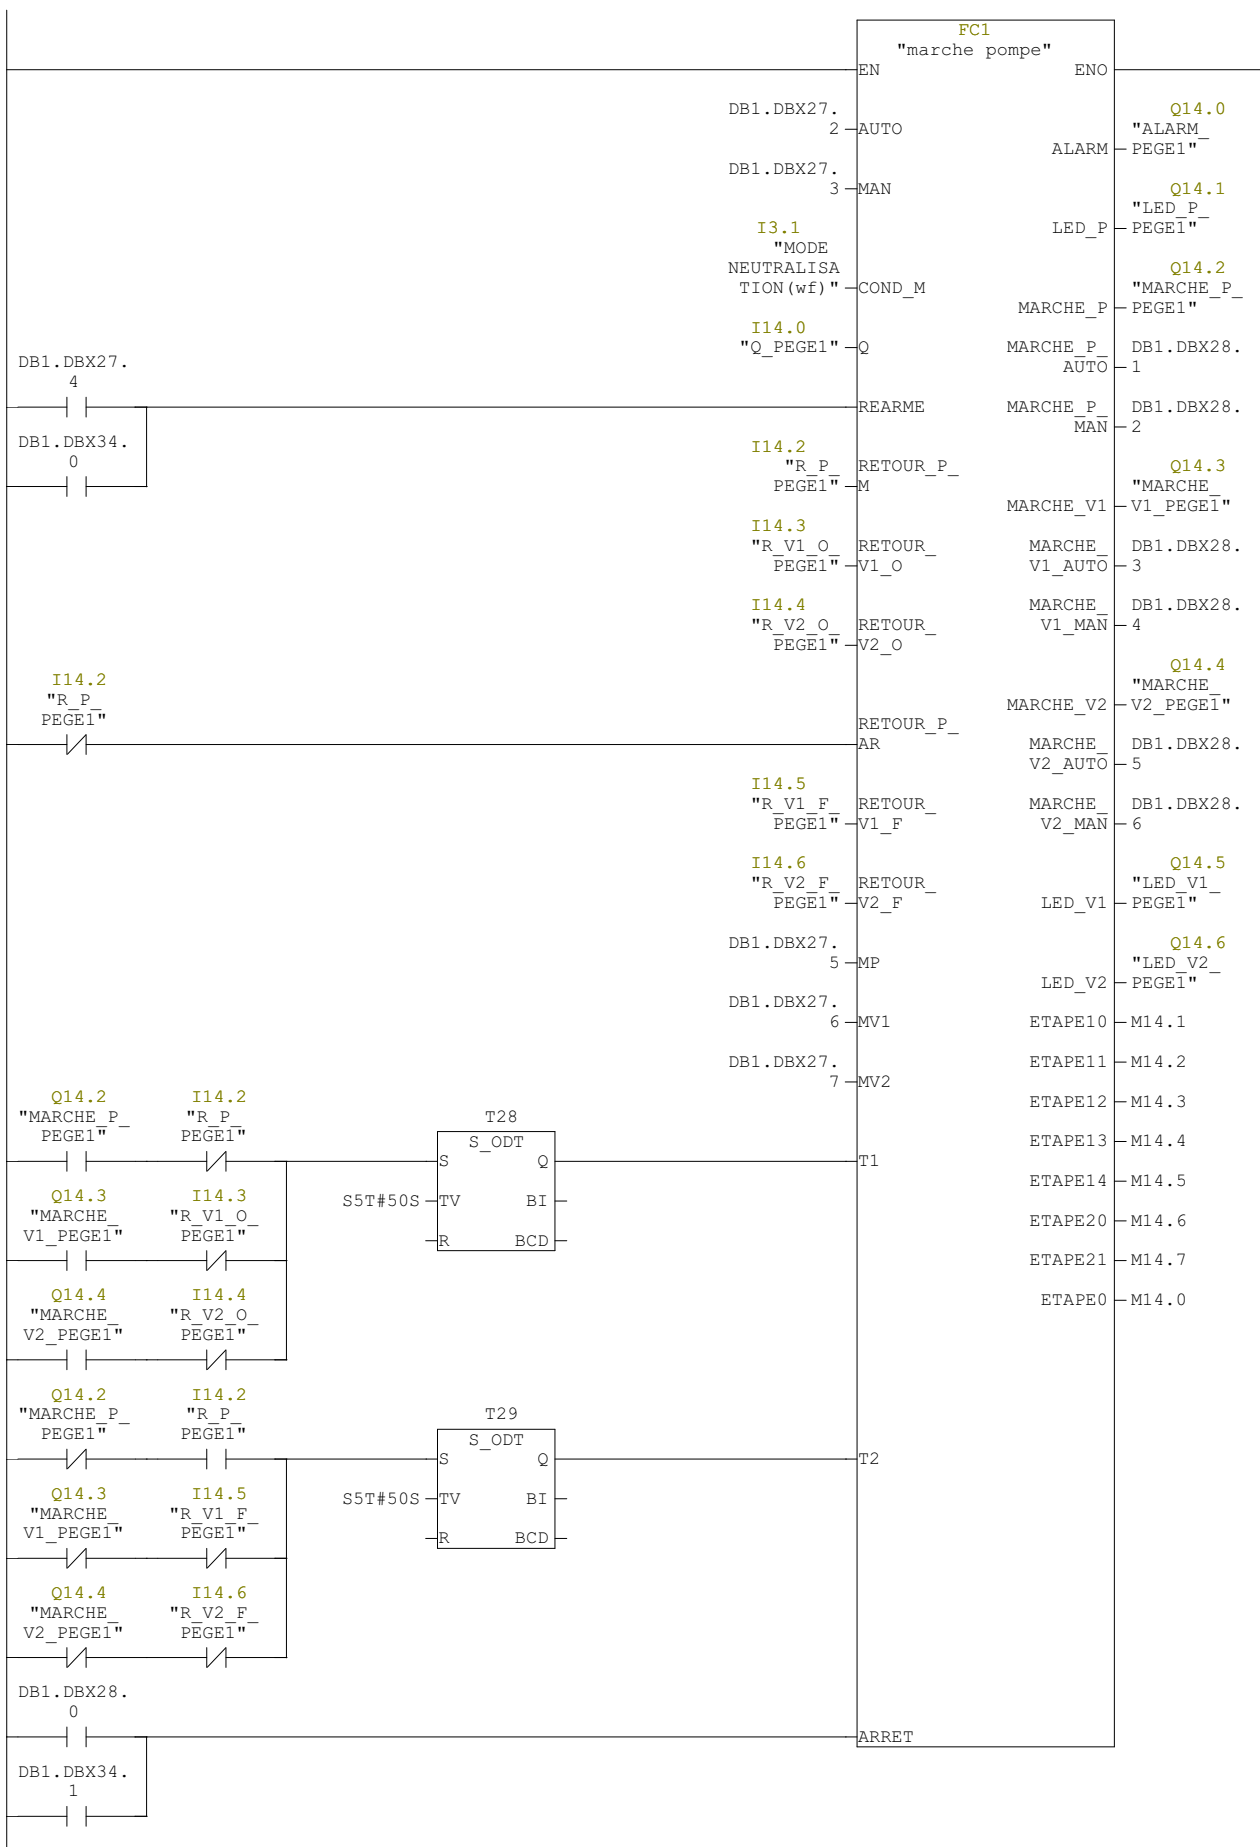 FC1
"marche pompe"
EN
ENO
DB1.DBX27.
2
AUTO
Q14.0
"ALARM_
PEGE1"
ALARM
DB1.DBX27.
3
MAN
Q14.1
"LED_P_
PEGE1"
LED_P
I3.1
"MODE
NEUTRALISA
TION(wf)"
COND_M
Q14.2
"MARCHE_P_
PEGE1"
MARCHE_P
I14.0
"Q_PEGE1"
Q
MARCHE_P_
AUTO
DB1.DBX28.
1
DB1.DBX27.
4
REARME
MARCHE_P_
MAN
DB1.DBX28.
2
DB1.DBX34.
0
I14.2
"R_P_
PEGE1"
RETOUR_P_
M
Q14.3
"MARCHE_
V1_PEGE1"
MARCHE_V1
I14.3
"R_V1_O_
PEGE1"
RETOUR_
V1_O
MARCHE_
V1_AUTO
DB1.DBX28.
3
I14.4
"R_V2_O_
PEGE1"
RETOUR_
V2_O
MARCHE_
V1_MAN
DB1.DBX28.
4
I14.2
"R_P_
PEGE1"
RETOUR_P_
AR
Q14.4
"MARCHE_
V2_PEGE1"
MARCHE_V2
MARCHE_
V2_AUTO
DB1.DBX28.
5
I14.5
"R_V1_F_
PEGE1"
RETOUR_
V1_F
MARCHE_
V2_MAN
DB1.DBX28.
6
I14.6
"R_V2_F_
PEGE1"
RETOUR_
V2_F
Q14.5
"LED_V1_
PEGE1"
LED_V1
DB1.DBX27.
5
MP
Q14.6
"LED_V2_
PEGE1"
LED_V2
DB1.DBX27.
6
MV1
ETAPE10
M14.1
DB1.DBX27.
7
MV2
ETAPE11
M14.2
ETAPE12
M14.3
ETAPE13
M14.4
ETAPE14
M14.5
ETAPE20
M14.6
ETAPE21
M14.7
ETAPE0
M14.0
Q14.2
"MARCHE_P_
PEGE1"
I14.2
"R_P_
PEGE1"
T28
S_ODT
S
Q
T1
S5T#50S
TV
BI
R
BCD
Q14.3
"MARCHE_
V1_PEGE1"
I14.3
"R_V1_O_
PEGE1"
Q14.4
"MARCHE_
V2_PEGE1"
I14.4
"R_V2_O_
PEGE1"
Q14.2
"MARCHE_P_
PEGE1"
I14.2
"R_P_
PEGE1"
T29
S_ODT
S
Q
T2
S5T#50S
TV
BI
R
BCD
Q14.3
"MARCHE_
V1_PEGE1"
I14.5
"R_V1_F_
PEGE1"
Q14.4
"MARCHE_
V2_PEGE1"
I14.6
"R_V2_F_
PEGE1"
DB1.DBX28.
0
ARRET
DB1.DBX34.
1